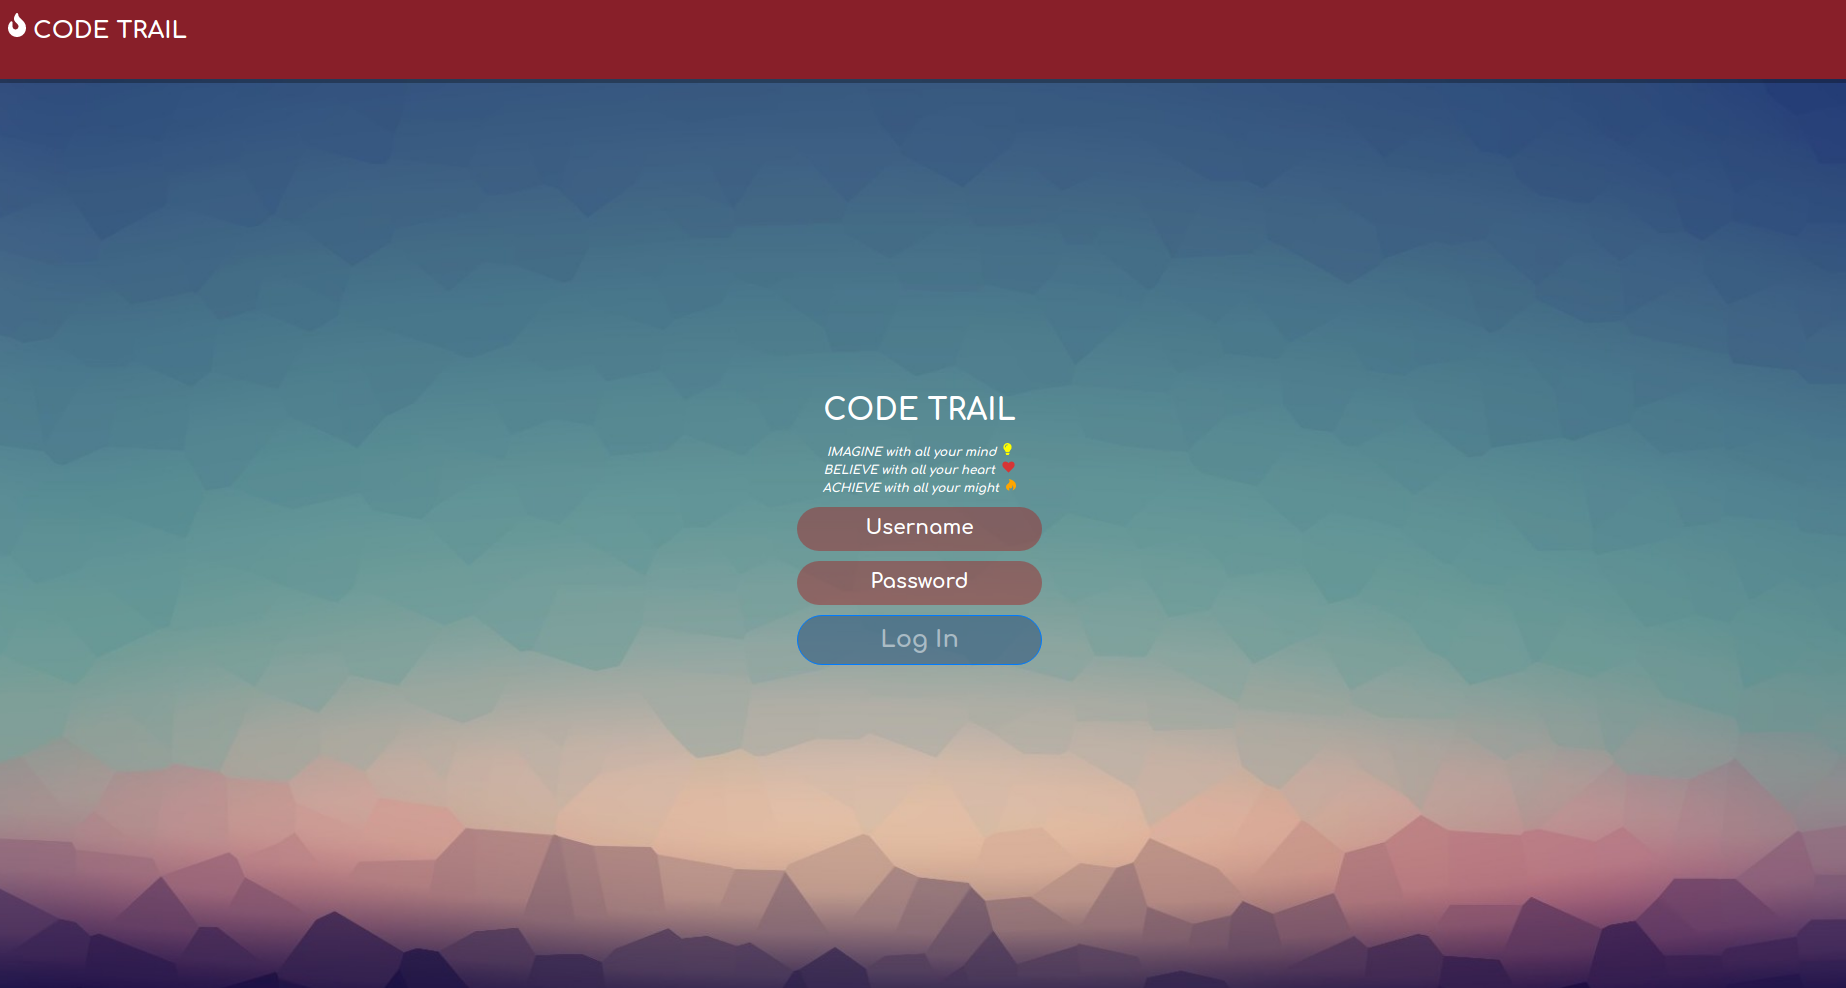 CODE TRAIL
CODE TRAIL
IMAGINE with all your mind
BELIEVE with all your heart
ACHIEVE with all your might
Username
Password
Log In